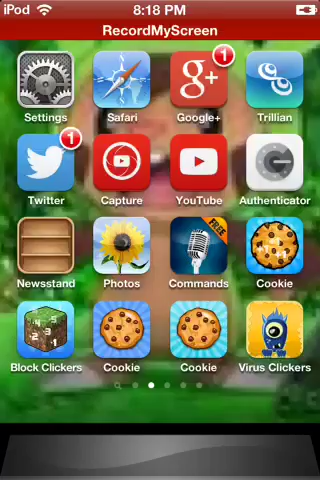 iPod 8:18 PM
RecordMyScreen
1
g+
Settings Safari Google+ Trillian
1
Twitter Capture YouTube Authenticator
FREE
Newsstand Photos Commands Cookie
Block Clickers Cookie Cookie Virus Clickers